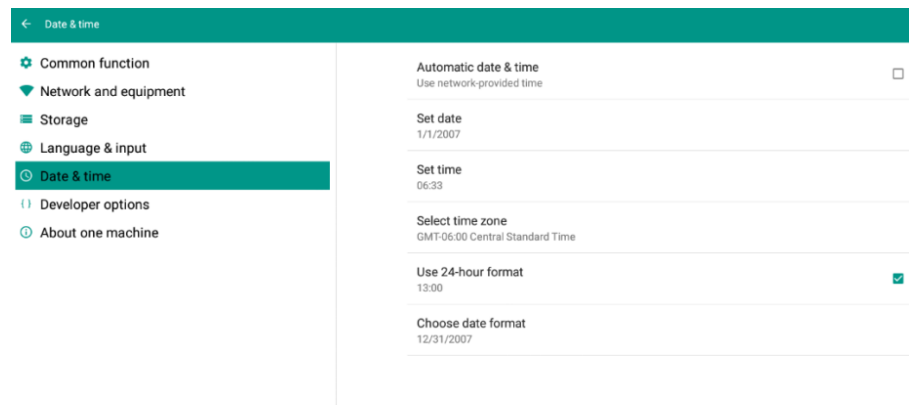 Date & time
Common function
Network and equipment
Storage
Language & input
Date & time
Developer options
About one machine
Automatic date & time
Use network-provided time
Set date
1/1/2007
Set time
06:33
Select time zone
GMT-06:00 Central Standard Time
Use 24-hour format
13:00
Choose date format
12/31/2007